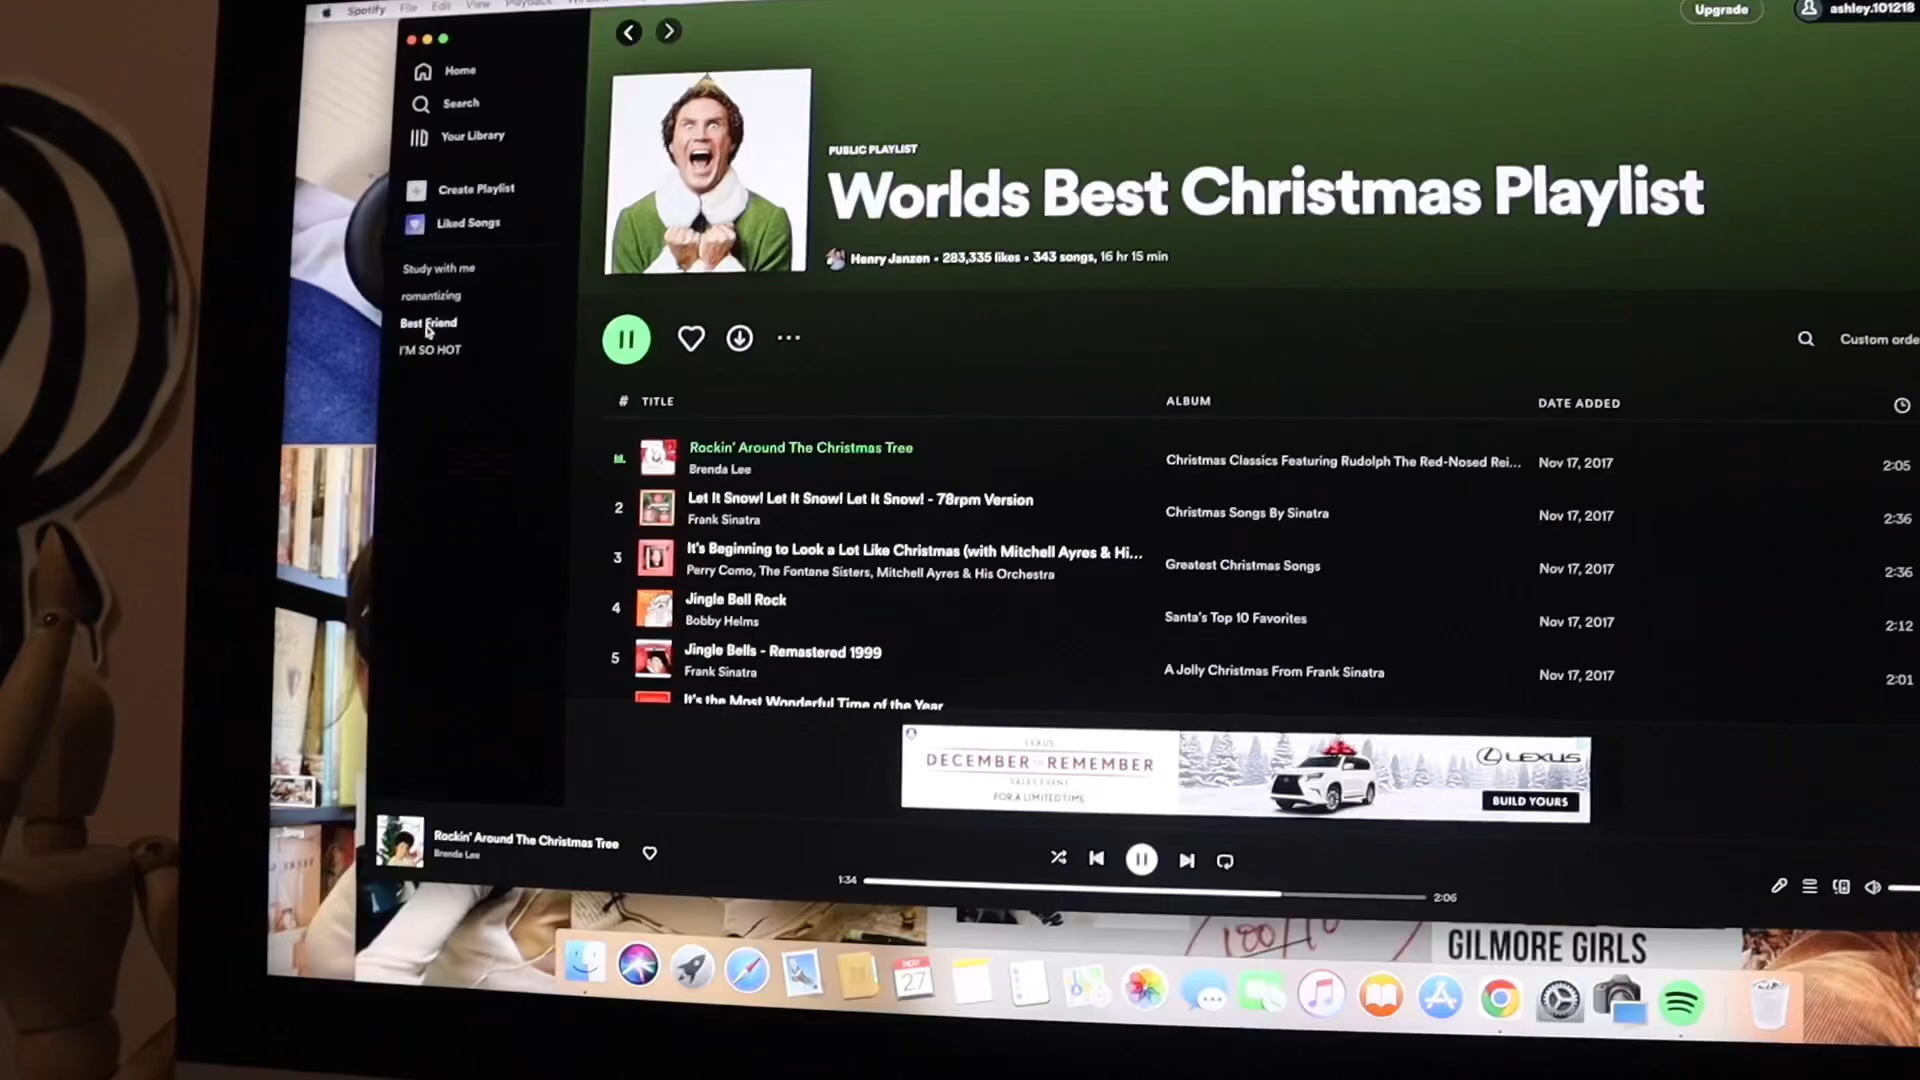 Spotify File Edit View Playback
Upgrade
ashley.101218
Home
Search
Your Library
Create Playlist
Liked Songs
Study with me
romantizing
Best Friend
I'M SO HOT
PUBLIC PLAYLIST
Worlds Best Christmas Playlist
Henry Janzen • 283,335 likes • 343 songs, 16 hr 15 min
Custom orde
# TITLE ALBUM DATE ADDED
Rockin' Around The Christmas Tree
Brenda Lee
Christmas Classics Featuring Rudolph The Red-Nosed Rei...
Nov 17, 2017
2:05
2
Let It Snow! Let It Snow! Let It Snow! - 78rpm Version
Frank Sinatra
Christmas Songs By Sinatra
Nov 17, 2017
2:36
3
It's Beginning to Look a Lot Like Christmas (with Mitchell Ayres & Hi...
Perry Como, The Fontane Sisters, Mitchell Ayres & His Orchestra
Greatest Christmas Songs
Nov 17, 2017
2:36
4
Jingle Bell Rock
Bobby Helms
Santa's Top 10 Favorites
Nov 17, 2017
2:12
5
Jingle Bells - Remastered 1999
Frank Sinatra
A Jolly Christmas From Frank Sinatra
Nov 17, 2017
2:01
It's the Most Wonderful Time of the Year
LEXUS
DECEMBER TO REMEMBER
SALES EVENT
FOR A LIMITED TIME
LEXUS
BUILD YOURS
Rockin' Around The Christmas Tree
Brenda Lee
1:34
2:06
100/10
GILMORE GIRLS
NOV
27